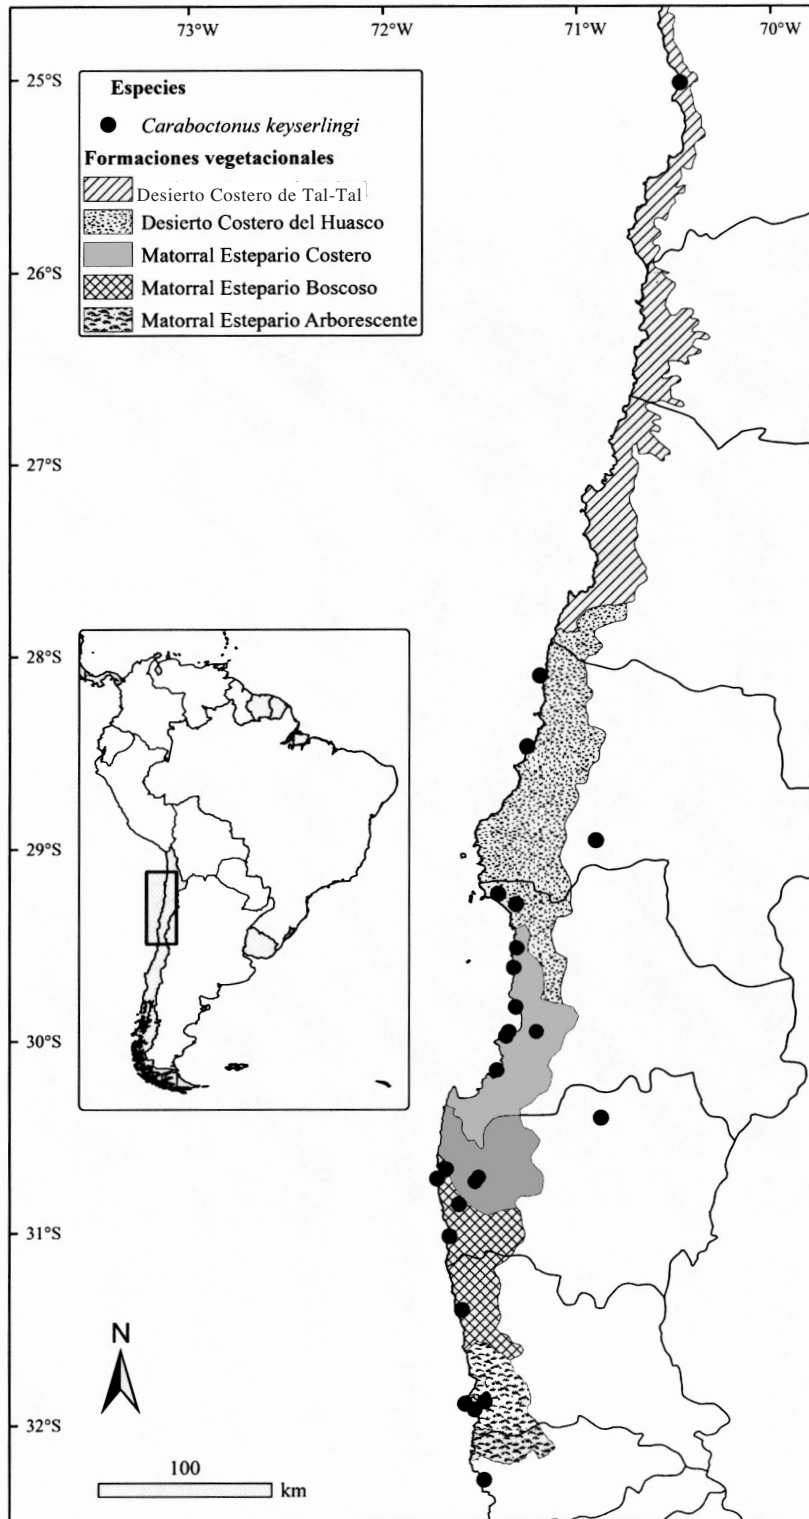 73°W 72°W 71°W 70°W
25°S
26°S
27°S
28°S
29°S
30°S
31°S
32°S
Especies
Caraboctonus keyserlingi
Formaciones vegetacionales
Desierto Costero de Tal-Tal
Desierto Costero del Huasco
Matorral Estepario Costero
Matorral Estepario Boscoso
Matorral Estepario Arborescente
N
100
km